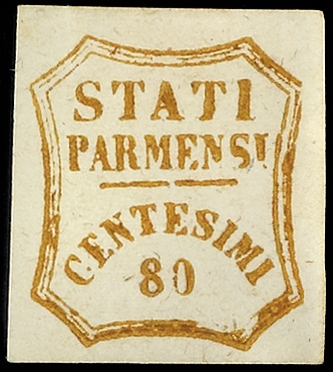 STATI
PARMENSI
CENTESIMI
80